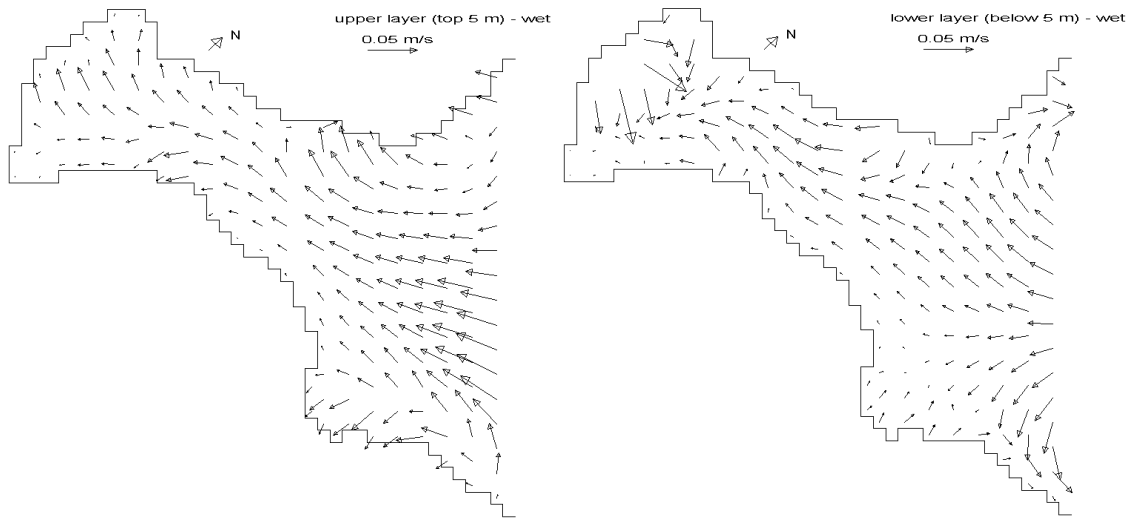 upper layer (top 5 m) - wet
0.05 m/s
N
lower layer (below 5 m) - wet
0.05 m/s
N